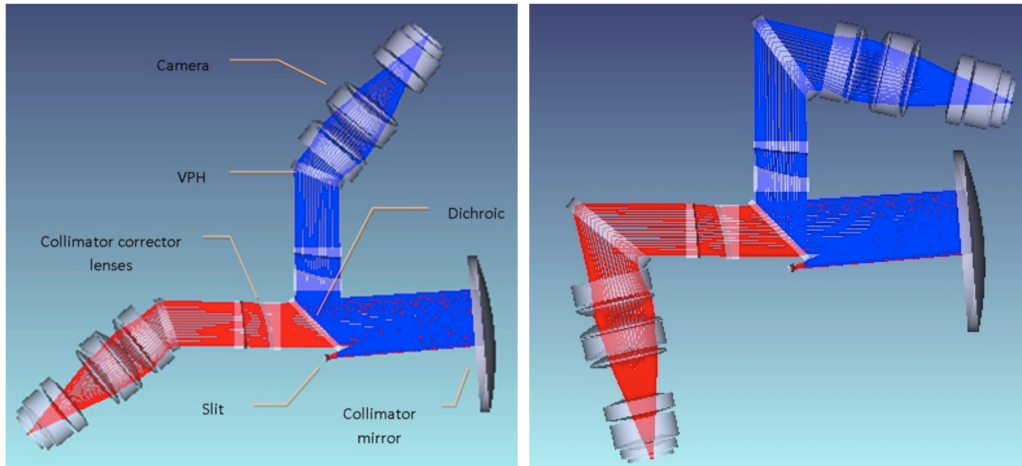 Camera
VPH
Dichroic
Collimator corrector
lenses
Slit
Collimator
mirror